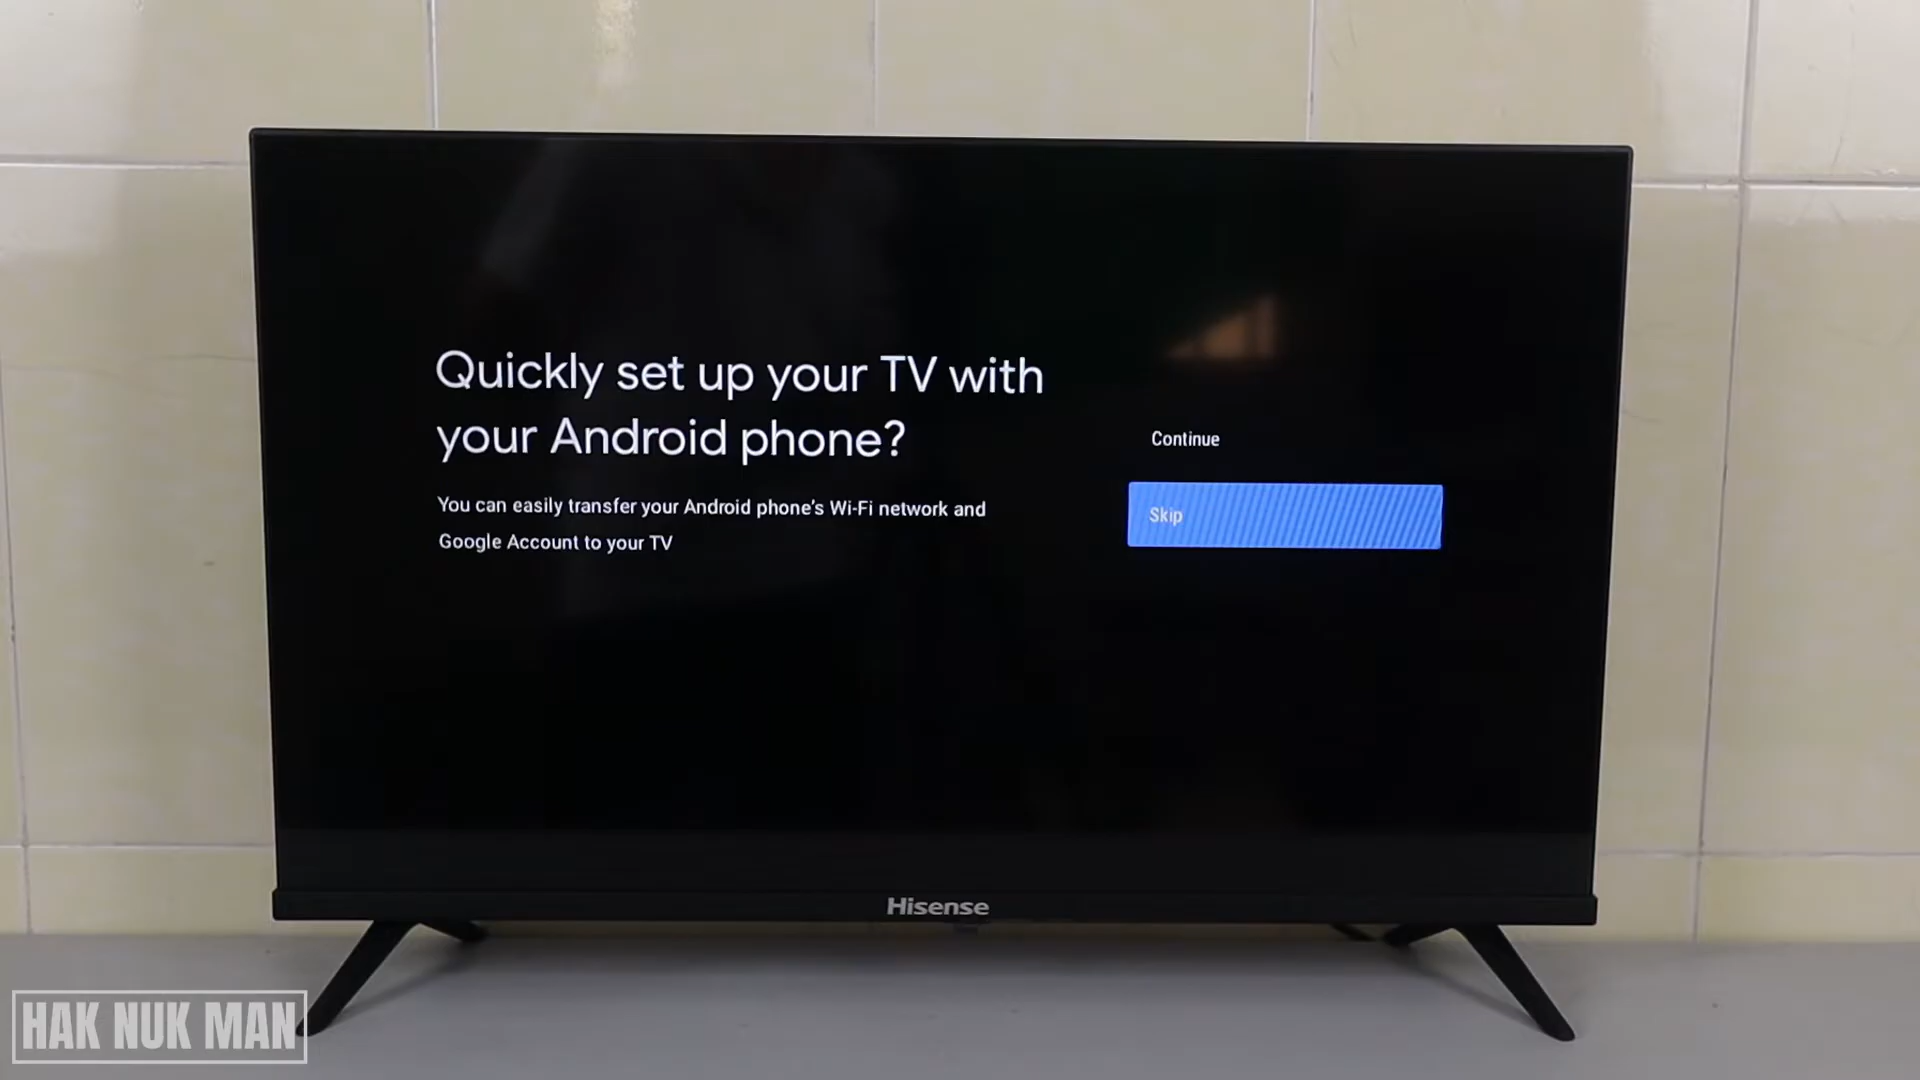 Quickly set up your TV with
your Android phone?
You can easily transfer your Android phone's Wi-Fi network and
Google Account to your TV
Continue
Skip
Hisense
HAK NUK MAN